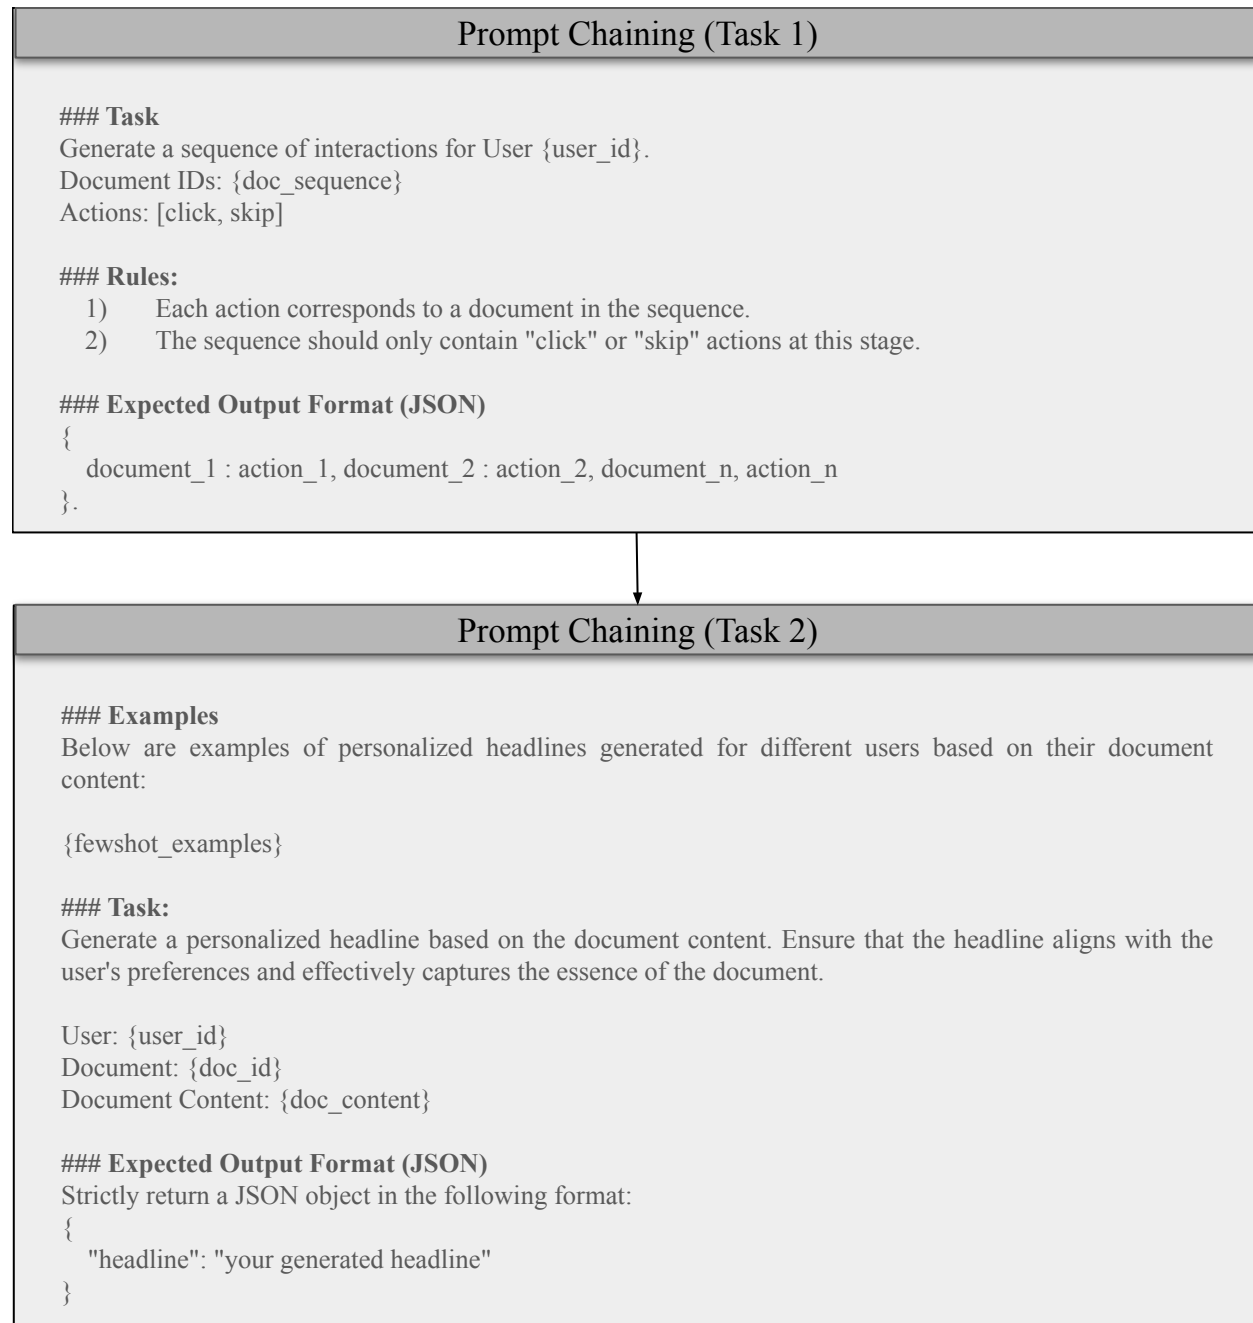 Prompt Chaining (Task 1)
### Task
Generate a sequence of interactions for User {user_id}.
Document IDs: {doc_sequence}
Actions: [click, skip]
### Rules:
1) Each action corresponds to a document in the sequence.
2) The sequence should only contain "click" or "skip" actions at this stage.
### Expected Output Format (JSON)
{
document_1 : action_1, document_2 : action_2, document_n, action_n
}.
Prompt Chaining (Task 2)
### Examples
Below are examples of personalized headlines generated for different users based on their document
content:
{fewshot_examples}
### Task:
Generate a personalized headline based on the document content. Ensure that the headline aligns with the
user's preferences and effectively captures the essence of the document.
User: {user_id}
Document: {doc_id}
Document Content: {doc_content}
### Expected Output Format (JSON)
Strictly return a JSON object in the following format:
{
"headline": "your generated headline"
}